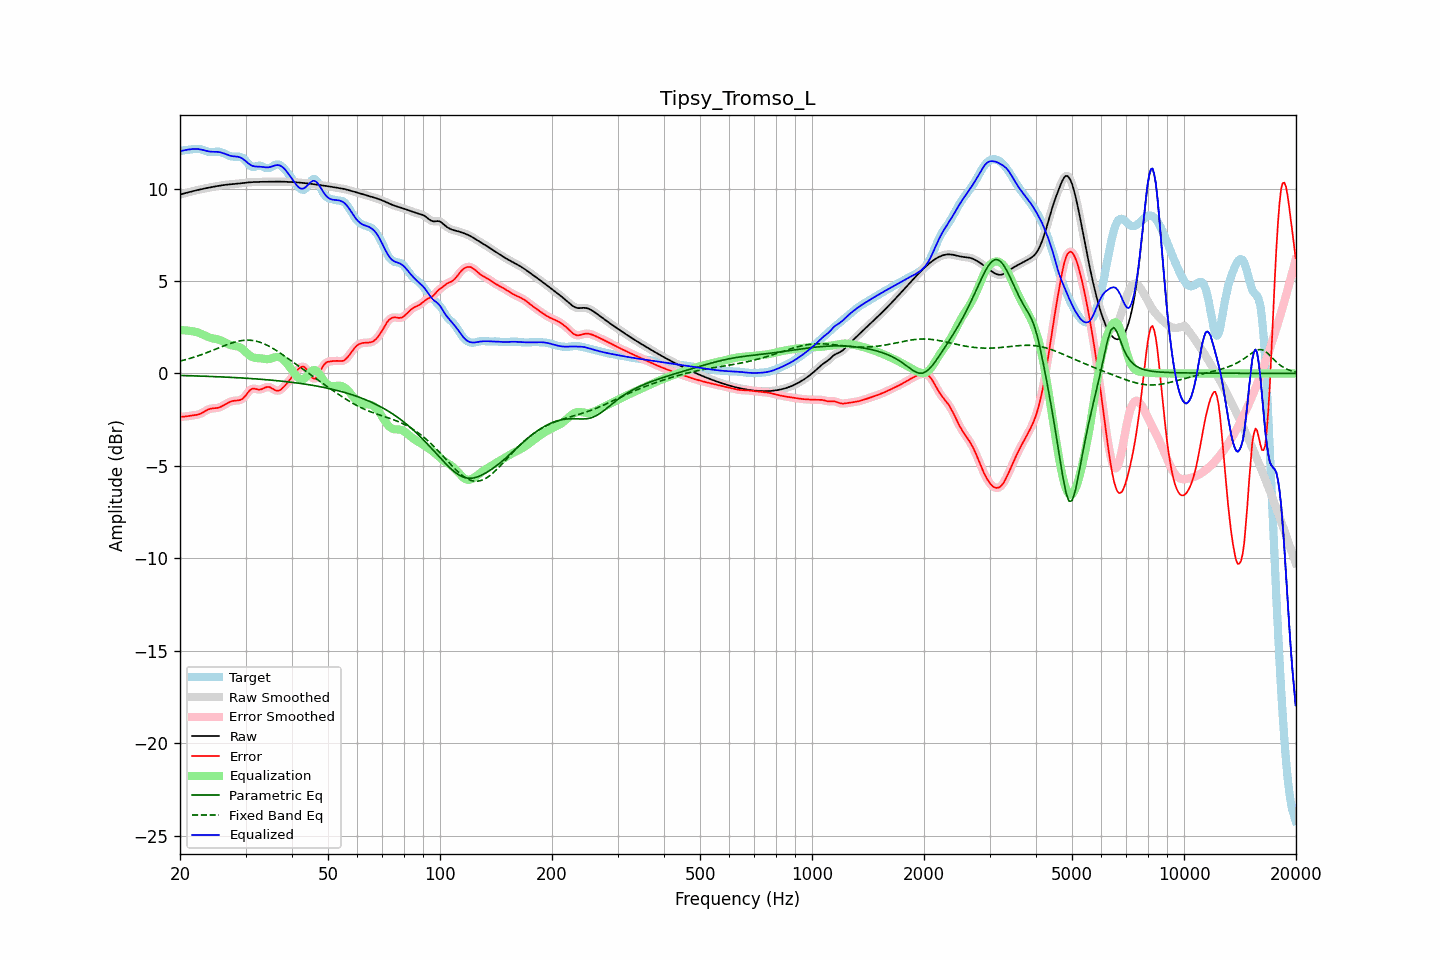 Tipsy_Tromso_L
Amplitude (dBr)
10
5
0
−5
−10
−15
−20
−25
Target
Raw Smoothed
Error Smoothed
Raw
Error
Equalization
Parametric Eq
Fixed Band Eq
Equalized
20 50 100 200 500 1000 2000 5000 10000 20000
Frequency (Hz)